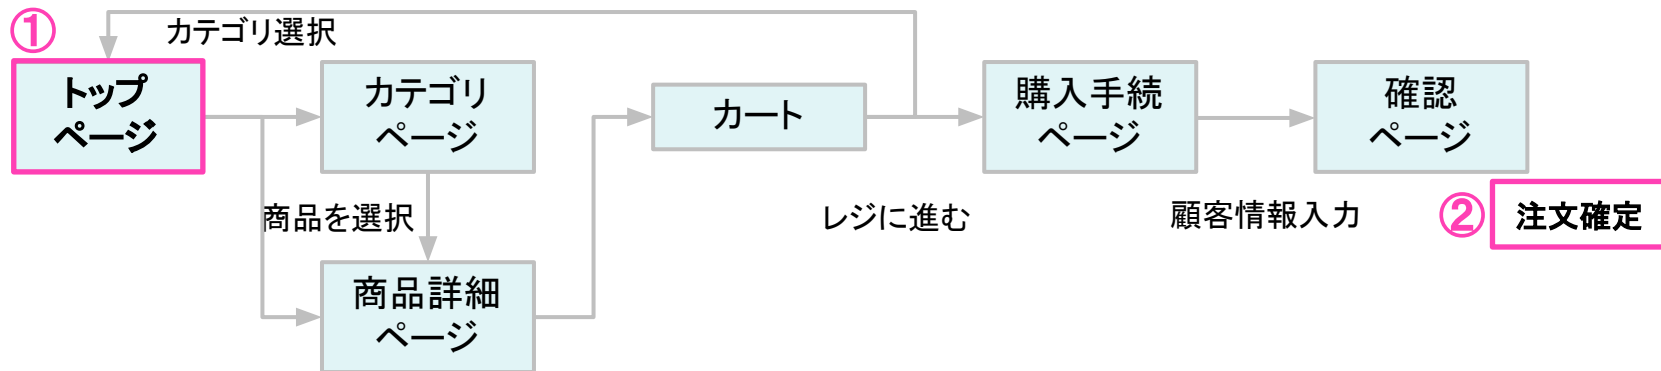 ①
カテゴリ選択
トップ
ページ
カテゴリ
ページ
カート
購入手続
ページ
確認
ページ
商品を選択
レジに進む
顧客情報入力
②
注文確定
商品詳細
ページ